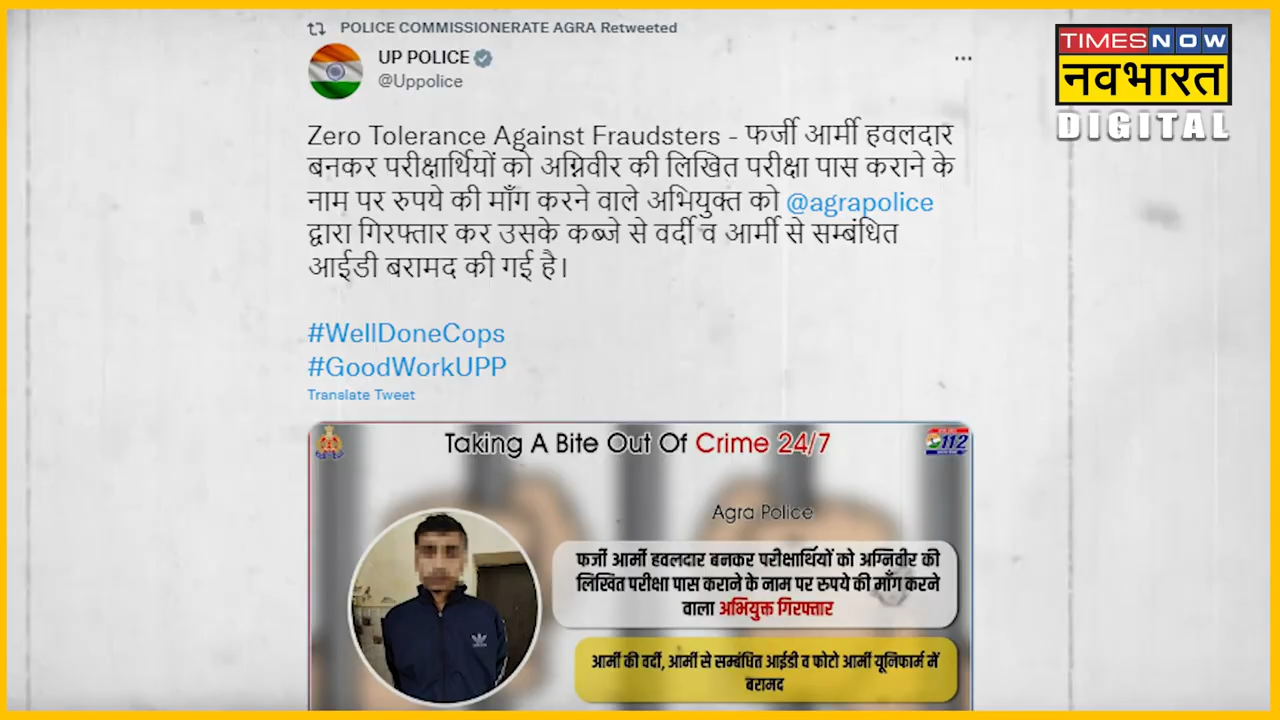 POLICE COMMISSIONERATE AGRA Retweeted
UP POLICE
@Uppolice
TIMES NOW
नवभारत
DIGITAL
Zero Tolerance Against Fraudsters - फर्जी आर्मी हवलदार
बनकर परीक्षार्थियों को अग्निवीर की लिखित परीक्षा पास कराने के
नाम पर रुपये की माँग करने वाले अभियुक्त को @agrapolice
द्वारा गिरफ्तार कर उसके कब्जे से वर्दी व आर्मी से सम्बंधित
आईडी बरामद की गई है।
#WellDoneCops
#GoodWorkUPP
Translate Tweet
Taking A Bite Out Of Crime 24/7
112
Agra Police
फर्जी आर्मी हवलदार बनकर परीक्षार्थियों को अग्निवीर की
लिखित परीक्षा पास कराने के नाम पर रुपये की माँग करने
वाला अभियुक्त गिरफ्तार
आर्मी की वर्दी, आर्मी से सम्बंधित आईडी व फोटो आर्मी यूनिफार्म में
बरामद